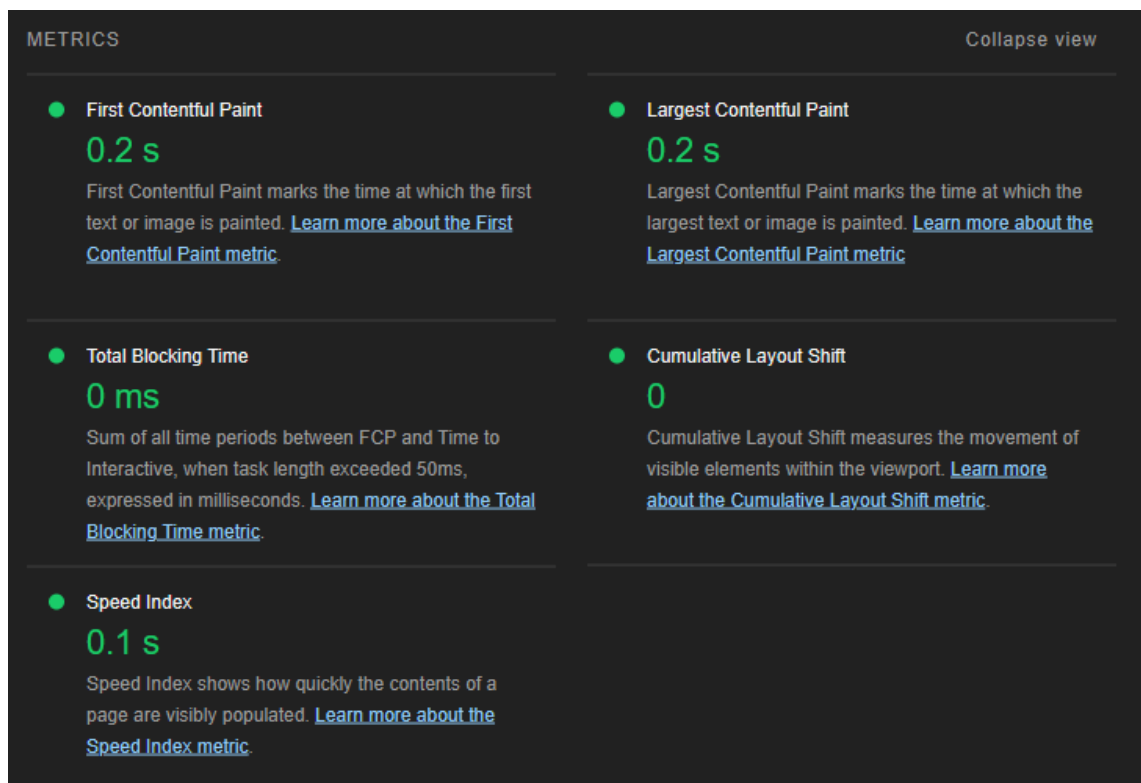 METRICS
Collapse view
First Contentful Paint
0.2 s
First Contentful Paint marks the time at which the first
text or image is painted. Learn more about the First
Contentful Paint metric.
Largest Contentful Paint
0.2 s
Largest Contentful Paint marks the time at which the
largest text or image is painted. Learn more about the
Largest Contentful Paint metric
Total Blocking Time
0 ms
Sum of all time periods between FCP and Time to
Interactive, when task length exceeded 50ms,
expressed in milliseconds. Learn more about the Total
Blocking Time metric.
Cumulative Layout Shift
0
Cumulative Layout Shift measures the movement of
visible elements within the viewport. Learn more
about the Cumulative Layout Shift metric.
Speed Index
0.1 s
Speed Index shows how quickly the contents of a
page are visibly populated. Learn more about the
Speed Index metric.